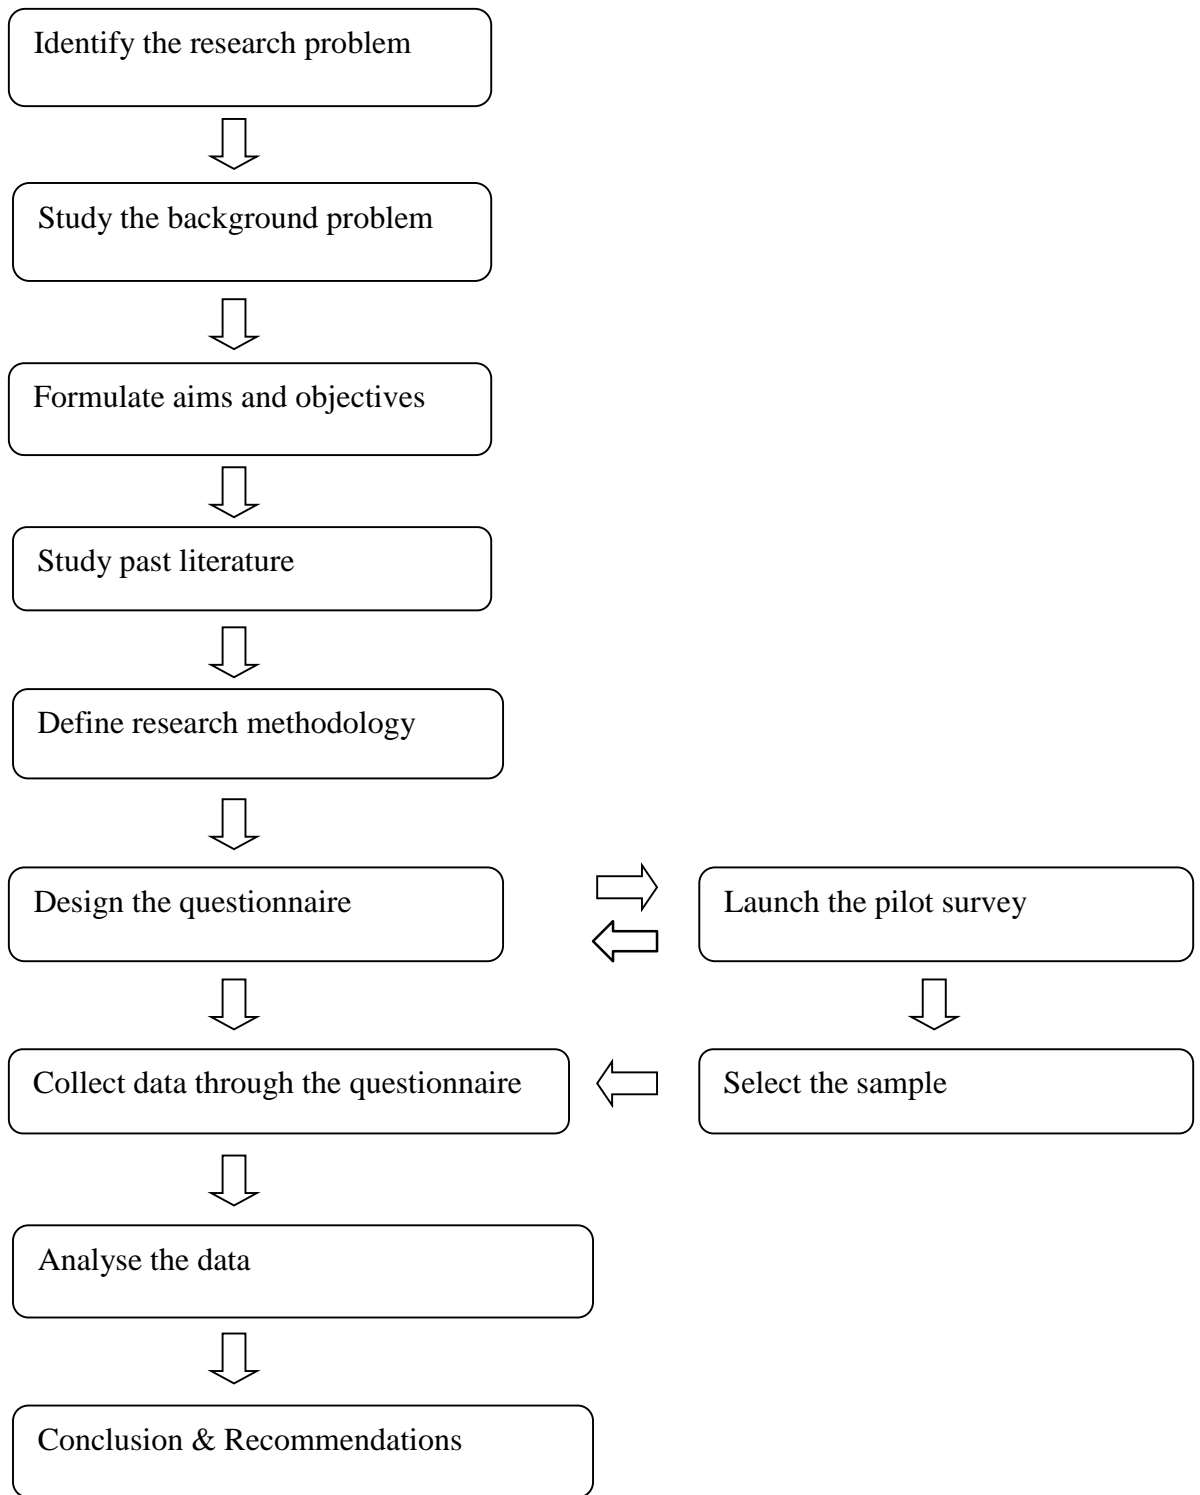 Identify the research problem
Study the background problem
Formulate aims and objectives
Study past literature
Define research methodology
Design the questionnaire
Launch the pilot survey
Collect data through the questionnaire
Select the sample
Analyse the data
Conclusion & Recommendations